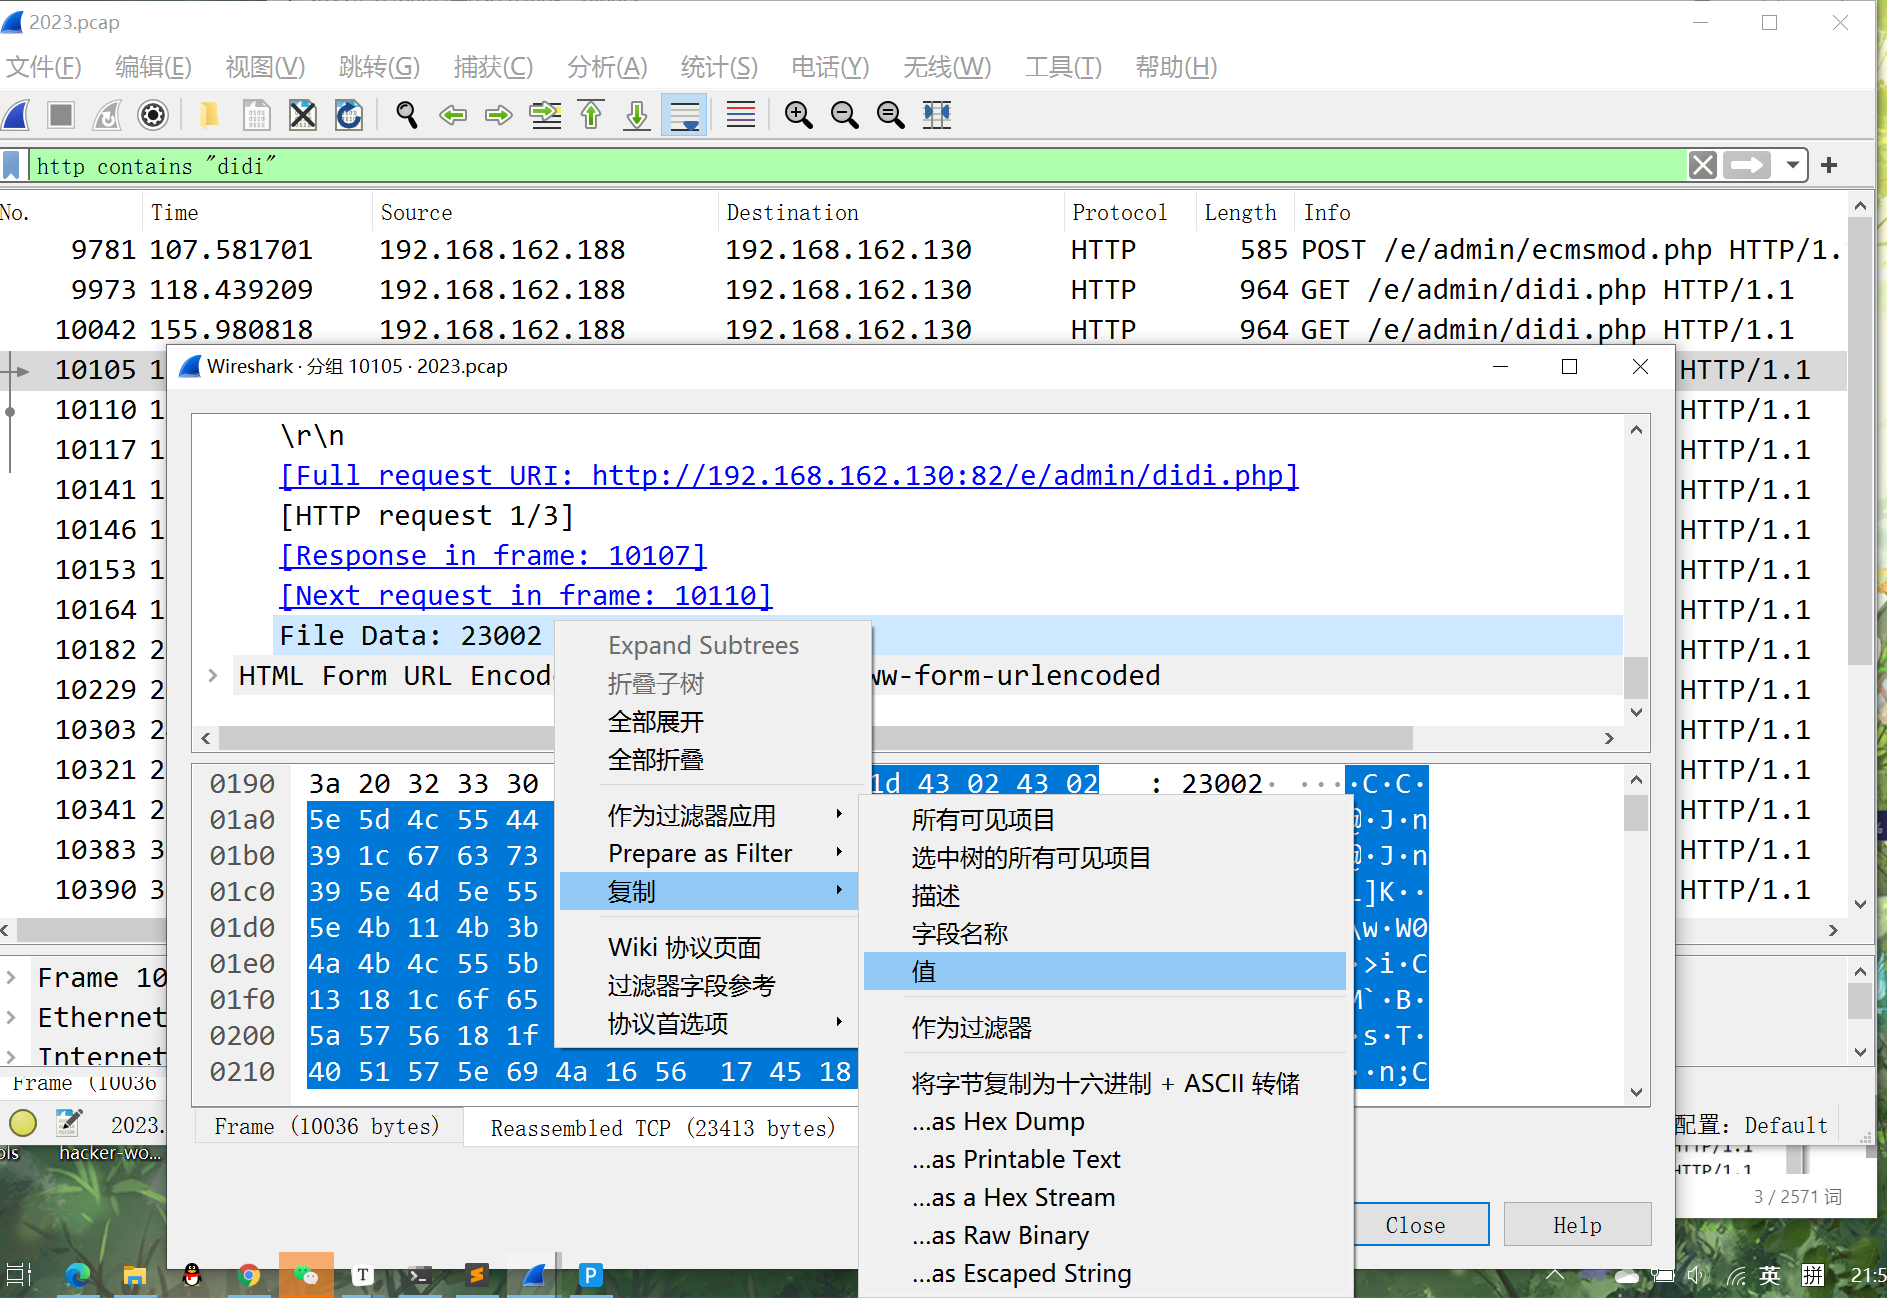 2023.pcap
文件(F) 编辑(E) 视图(V) 跳转(G) 捕获(C) 分析(A) 统计(S) 电话(Y) 无线(W) 工具(T) 帮助(H)
http contains "didi"
No. Time Source Destination Protocol Length Info
9781 107.581701 192.168.162.188 192.168.162.130 HTTP 585 POST /e/admin/ecmsmod.php HTTP/1.
9973 118.439209 192.168.162.188 192.168.162.130 HTTP 964 GET /e/admin/didi.php HTTP/1.1
10042 155.980818 192.168.162.188 192.168.162.130 HTTP 964 GET /e/admin/didi.php HTTP/1.1
10105 1 HTTP/1.1
10110 1 HTTP/1.1
10117 1 HTTP/1.1
10141 1 HTTP/1.1
10146 1 HTTP/1.1
10153 1 HTTP/1.1
10164 1 HTTP/1.1
10182 2 HTTP/1.1
10229 2 HTTP/1.1
10303 2 HTTP/1.1
10321 2 HTTP/1.1
10341 2 HTTP/1.1
10383 3 HTTP/1.1
10390 3 HTTP/1.1
Wireshark · 分组 10105 · 2023.pcap
\r\n
[Full request URI: http://192.168.162.130:82/e/admin/didi.php]
[HTTP request 1/3]
[Response in frame: 10107]
[Next request in frame: 10110]
File Data: 23002
HTML Form URL Encod ww-form-urlencoded
0190 3a 20 32 33 30 1d 43 02 43 02 : 23002· ··· ·C·C·
01a0 5e 5d 4c 55 44 @·J·n
01b0 39 1c 67 63 73 @·J·n
01c0 39 5e 4d 5e 55 ]K··
01d0 5e 4b 11 4b 3b \w·W0
01e0 4a 4b 4c 55 5b ·>i·C
01f0 13 18 1c 6f 65 M`·B·
0200 5a 57 56 18 1f ·s·T·
0210 40 51 57 5e 69 4a 16 56 17 45 18 ··n;C
Frame (10036 bytes) Reassembled TCP (23413 bytes)
Close Help
Expand Subtrees
折叠子树
全部展开
全部折叠
作为过滤器应用
Prepare as Filter
复制
Wiki 协议页面
过滤器字段参考
协议首选项
所有可见项目
选中树的所有可见项目
描述
字段名称
值
作为过滤器
将字节复制为十六进制 + ASCII 转储
...as Hex Dump
...as Printable Text
...as a Hex Stream
...as Raw Binary
...as Escaped String
Frame 10
Ethernet
Internet
Frame (10036
2023.
配置: Default
ols hacker-wo...
HTTP/1.1
HTTP/1.1
3 / 2571 词
T P 英 拼 21:5